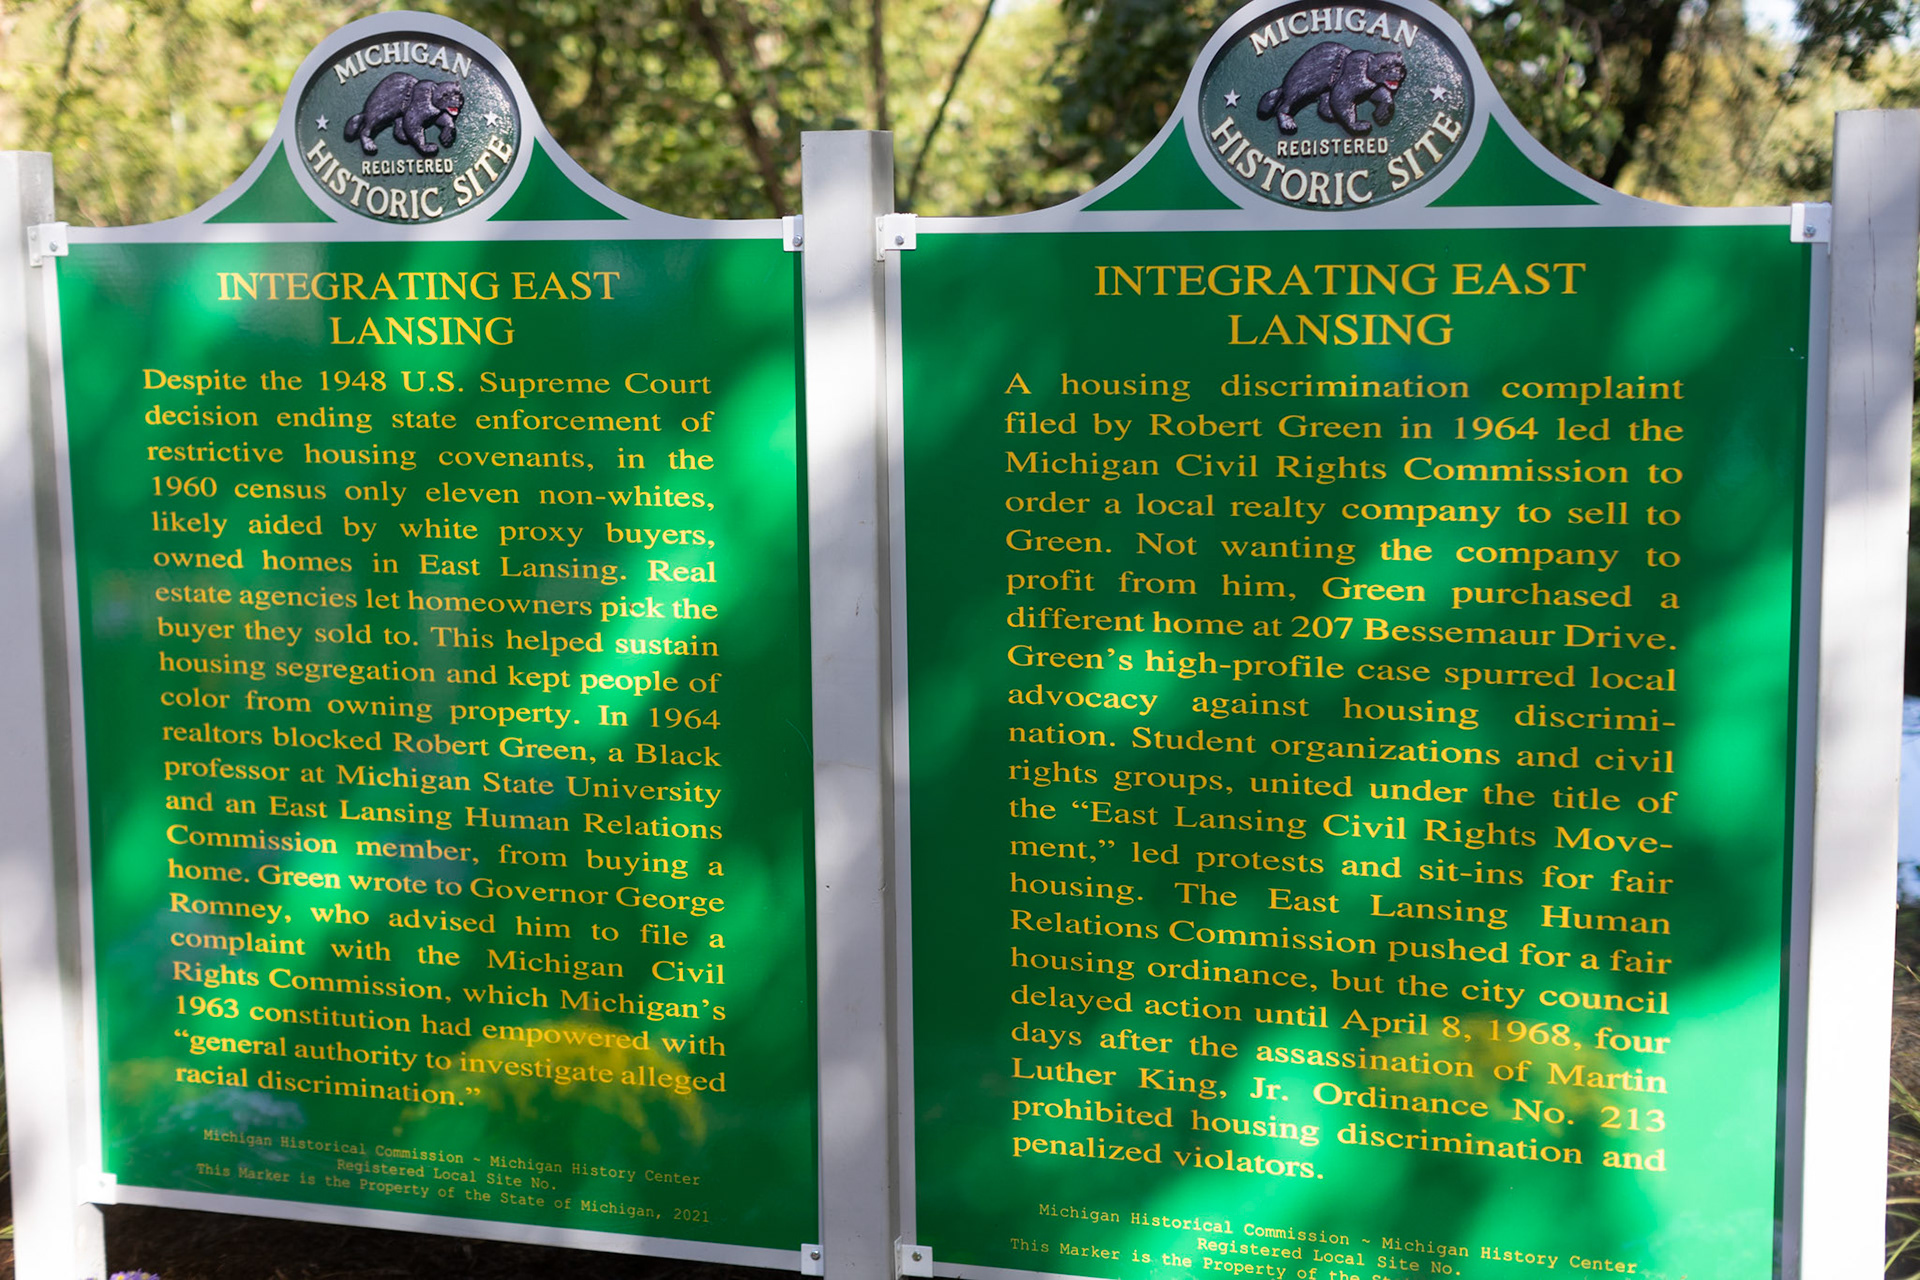 MICHIGAN
REGISTERED
HISTORIC SITE
INTEGRATING EAST
LANSING
Despite the 1948 U.S. Supreme Court
decision ending state enforcement of
restrictive housing covenants, in the
1960 census only eleven non-whites,
likely aided by white proxy buyers,
owned homes in East Lansing. Real
estate agencies let homeowners pick the
buyer they sold to. This helped sustain
housing segregation and kept people of
color from owning property. In 1964
realtors blocked Robert Green, a Black
professor at Michigan State University
and an East Lansing Human Relations
Commission member, from buying a
home. Green wrote to Governor George
Romney, who advised him to file a
complaint with the Michigan Civil
Rights Commission, which Michigan's
1963 constitution had empowered with
“general authority to investigate alleged
racial discrimination.”
Michigan Historical Commission ~ Michigan History Center
Registered Local Site No.
This Marker is the Property of the State of Michigan, 2021
MICHIGAN
REGISTERED
HISTORIC SITE
INTEGRATING EAST
LANSING
A housing discrimination complaint
filed by Robert Green in 1964 led the
Michigan Civil Rights Commission to
order a local realty company to sell to
Green. Not wanting the company to
profit from him, Green purchased a
different home at 207 Bessemaur Drive.
Green's high-profile case spurred local
advocacy against housing discrimi-
nation. Student organizations and civil
rights groups, united under the title of
the “East Lansing Civil Rights Move-
ment,” led protests and sit-ins for fair
housing. The East Lansing Human
Relations Commission pushed for a fair
housing ordinance, but the city council
delayed action until April 8, 1968, four
days after the assassination of Martin
Luther King, Jr. Ordinance No. 213
prohibited housing discrimination and
penalized violators.
Michigan Historical Commission ~ Michigan History Center
Registered Local Site No.
This Marker is the Property of the